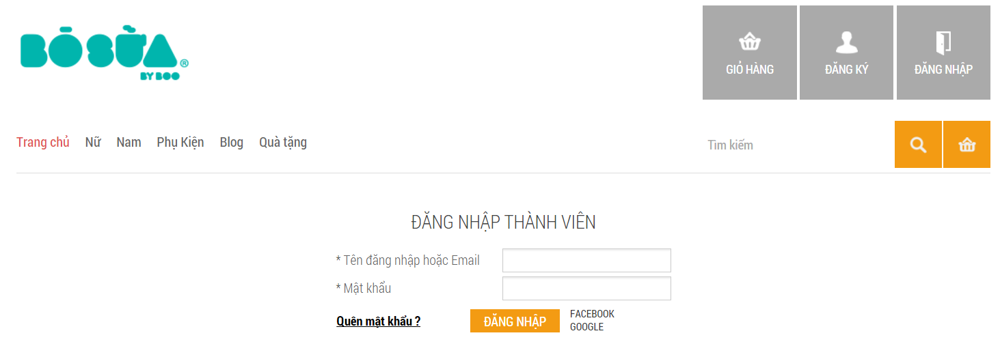 BÒ SỮA®
BY BOO
GIỎ HÀNG
ĐĂNG KÝ
ĐĂNG NHẬP
Trang chủ Nữ Nam Phụ Kiện Blog Quà tặng
Tìm kiếm
ĐĂNG NHẬP THÀNH VIÊN
* Tên đăng nhập hoặc Email
* Mật khẩu
Quên mật khẩu ?
ĐĂNG NHẬP
FACEBOOK
GOOGLE